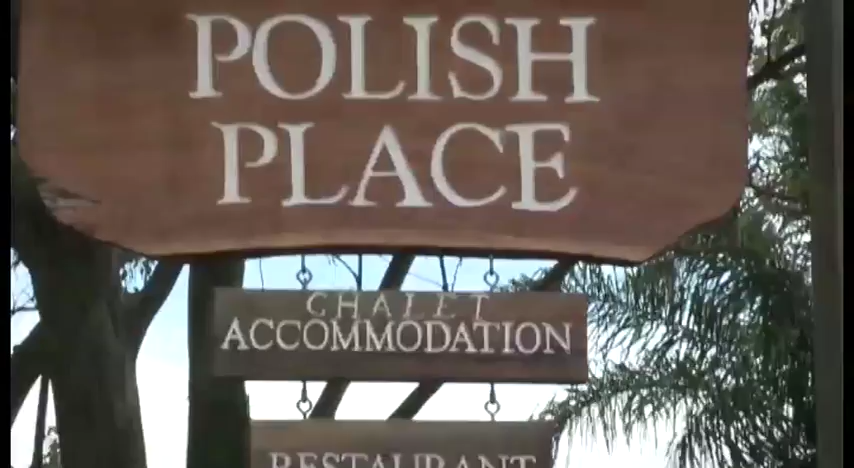 POLISH
PLACE
CHALET
ACCOMMODATION
RESTAURANT